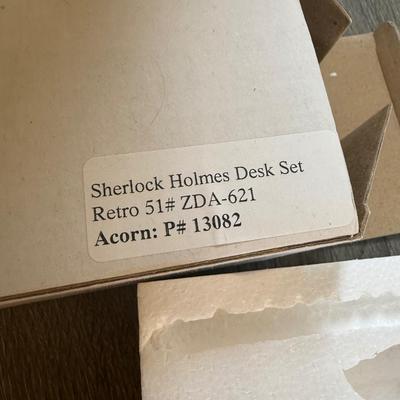 Sherlock Holmes Desk Set
Retro 51# ZDA-621
Acorn: P# 13082